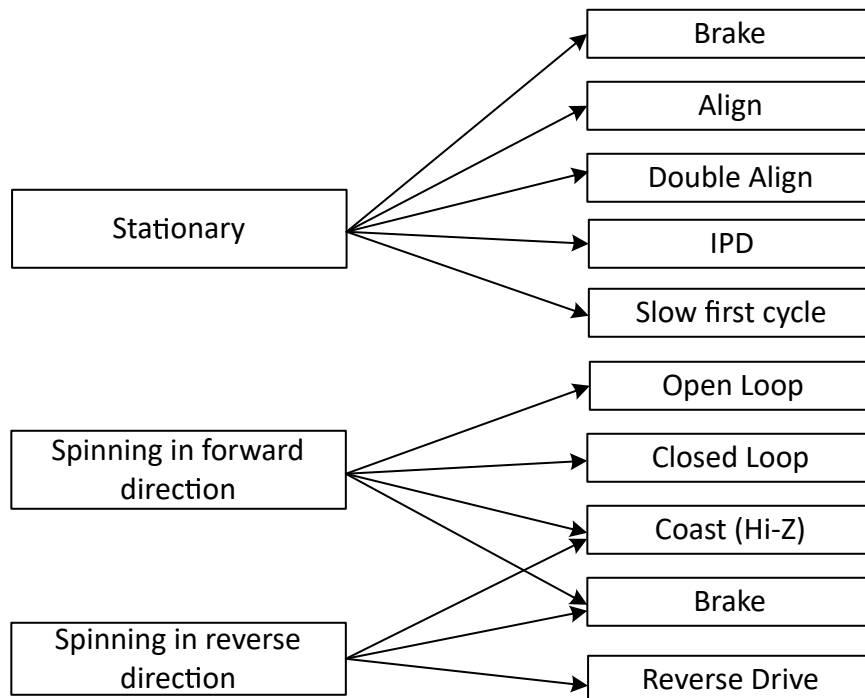 Brake
Align
Double Align
Stationary
IPD
Slow first cycle
Open Loop
Spinning in forward
direction
Closed Loop
Coast (Hi-Z)
Brake
Spinning in reverse
direction
Reverse Drive